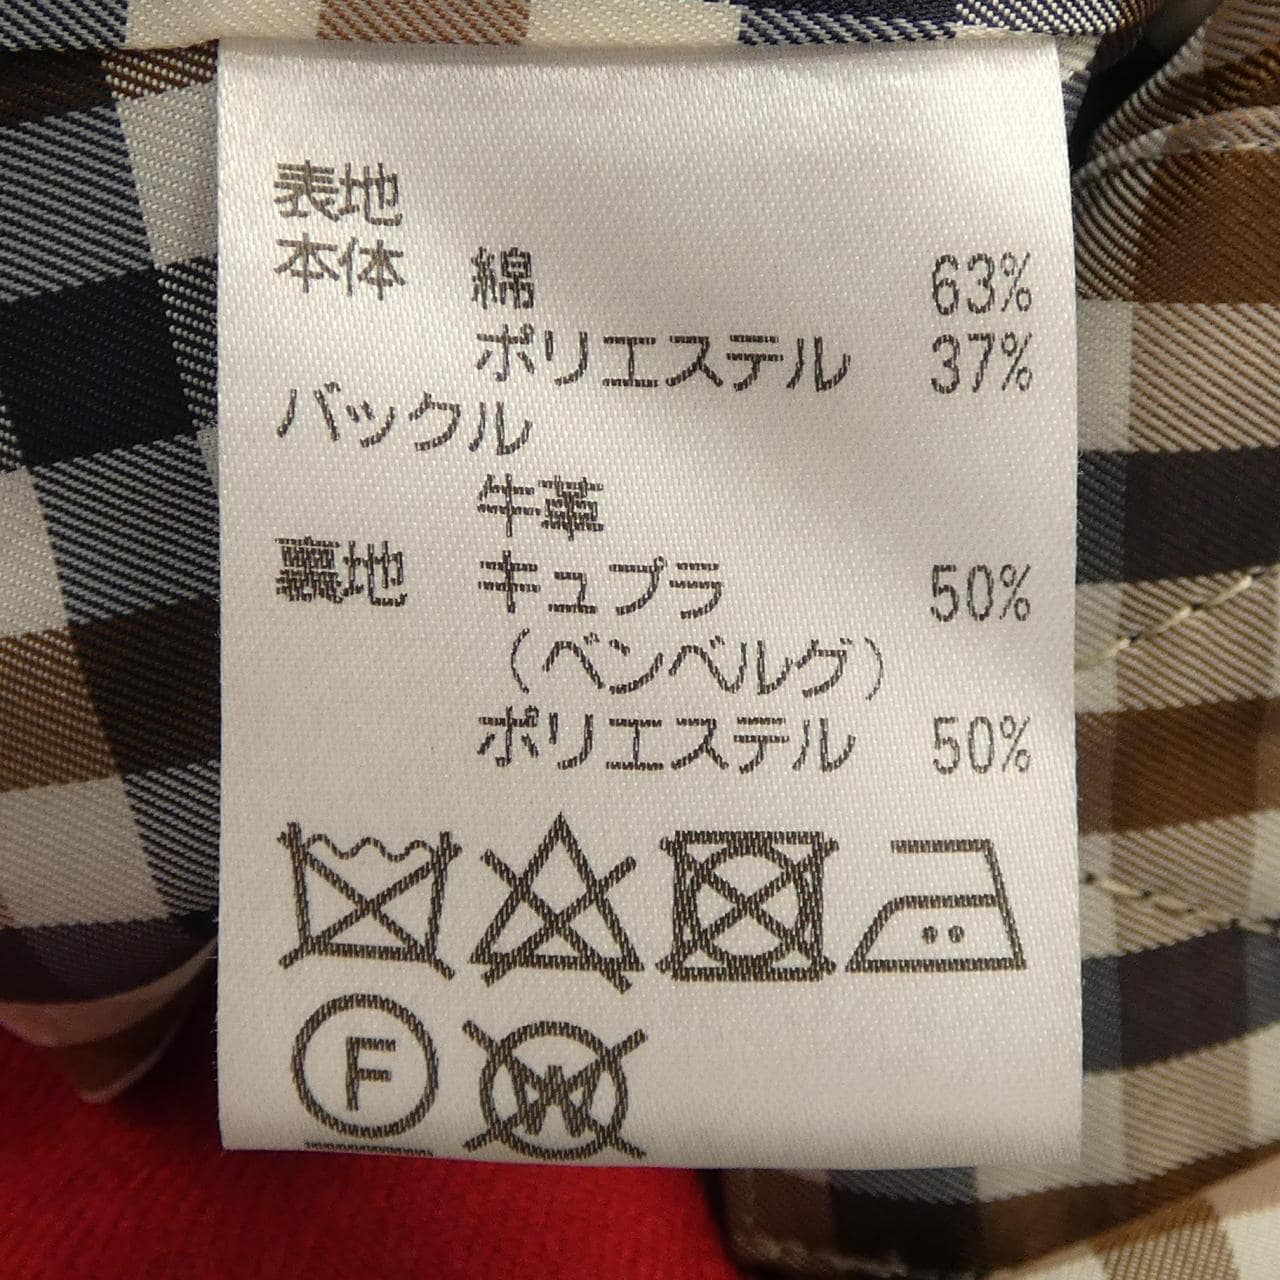 表地
本体 綿 63%
ポリエステル 37%
バックル
牛革
裏地 キュプラ 50%
(ベンベルグ)
ポリエステル 50%
F W